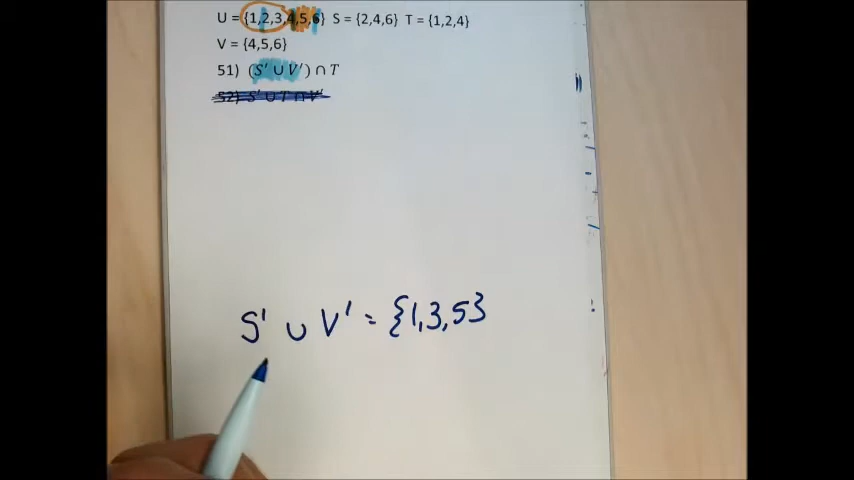 U = {1,2,3,4,5,6} S = {2,4,6} T = {1,2,4}
V = {4,5,6}
51) (S′ ∪ V′) ∩ T
52) S′ ∪ T ∩ V′
S′ ∪ V′ = {1,3,5}